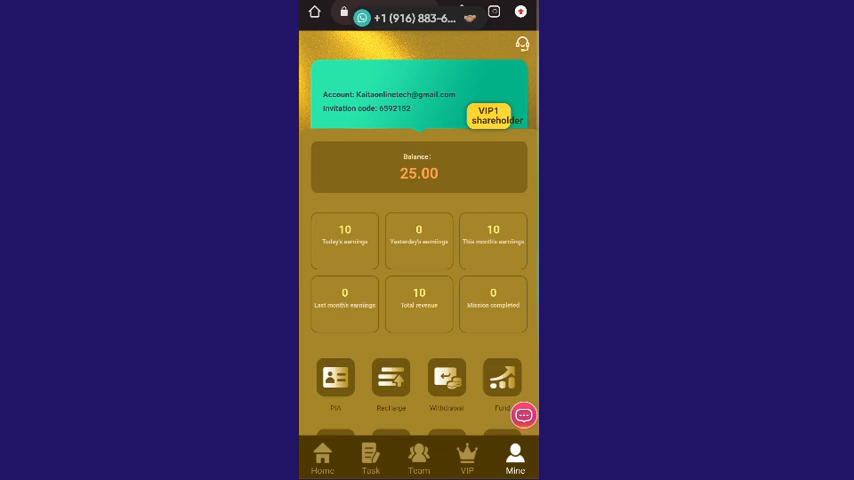 +1 (916) 883-6...
Account: Kaitaonlinetech@gmail.com
Invitation code: 6592152
VIP1
shareholder
Balance:
25.00
10
0
10
Today's earnings
Yesterday's earnings
This month's earnings
0
10
0
Last month's earnings
Total revenue
Mission completed
PIA
Recharge
Withdrawal
Fund
Home
Task
Team
VIP
Mine